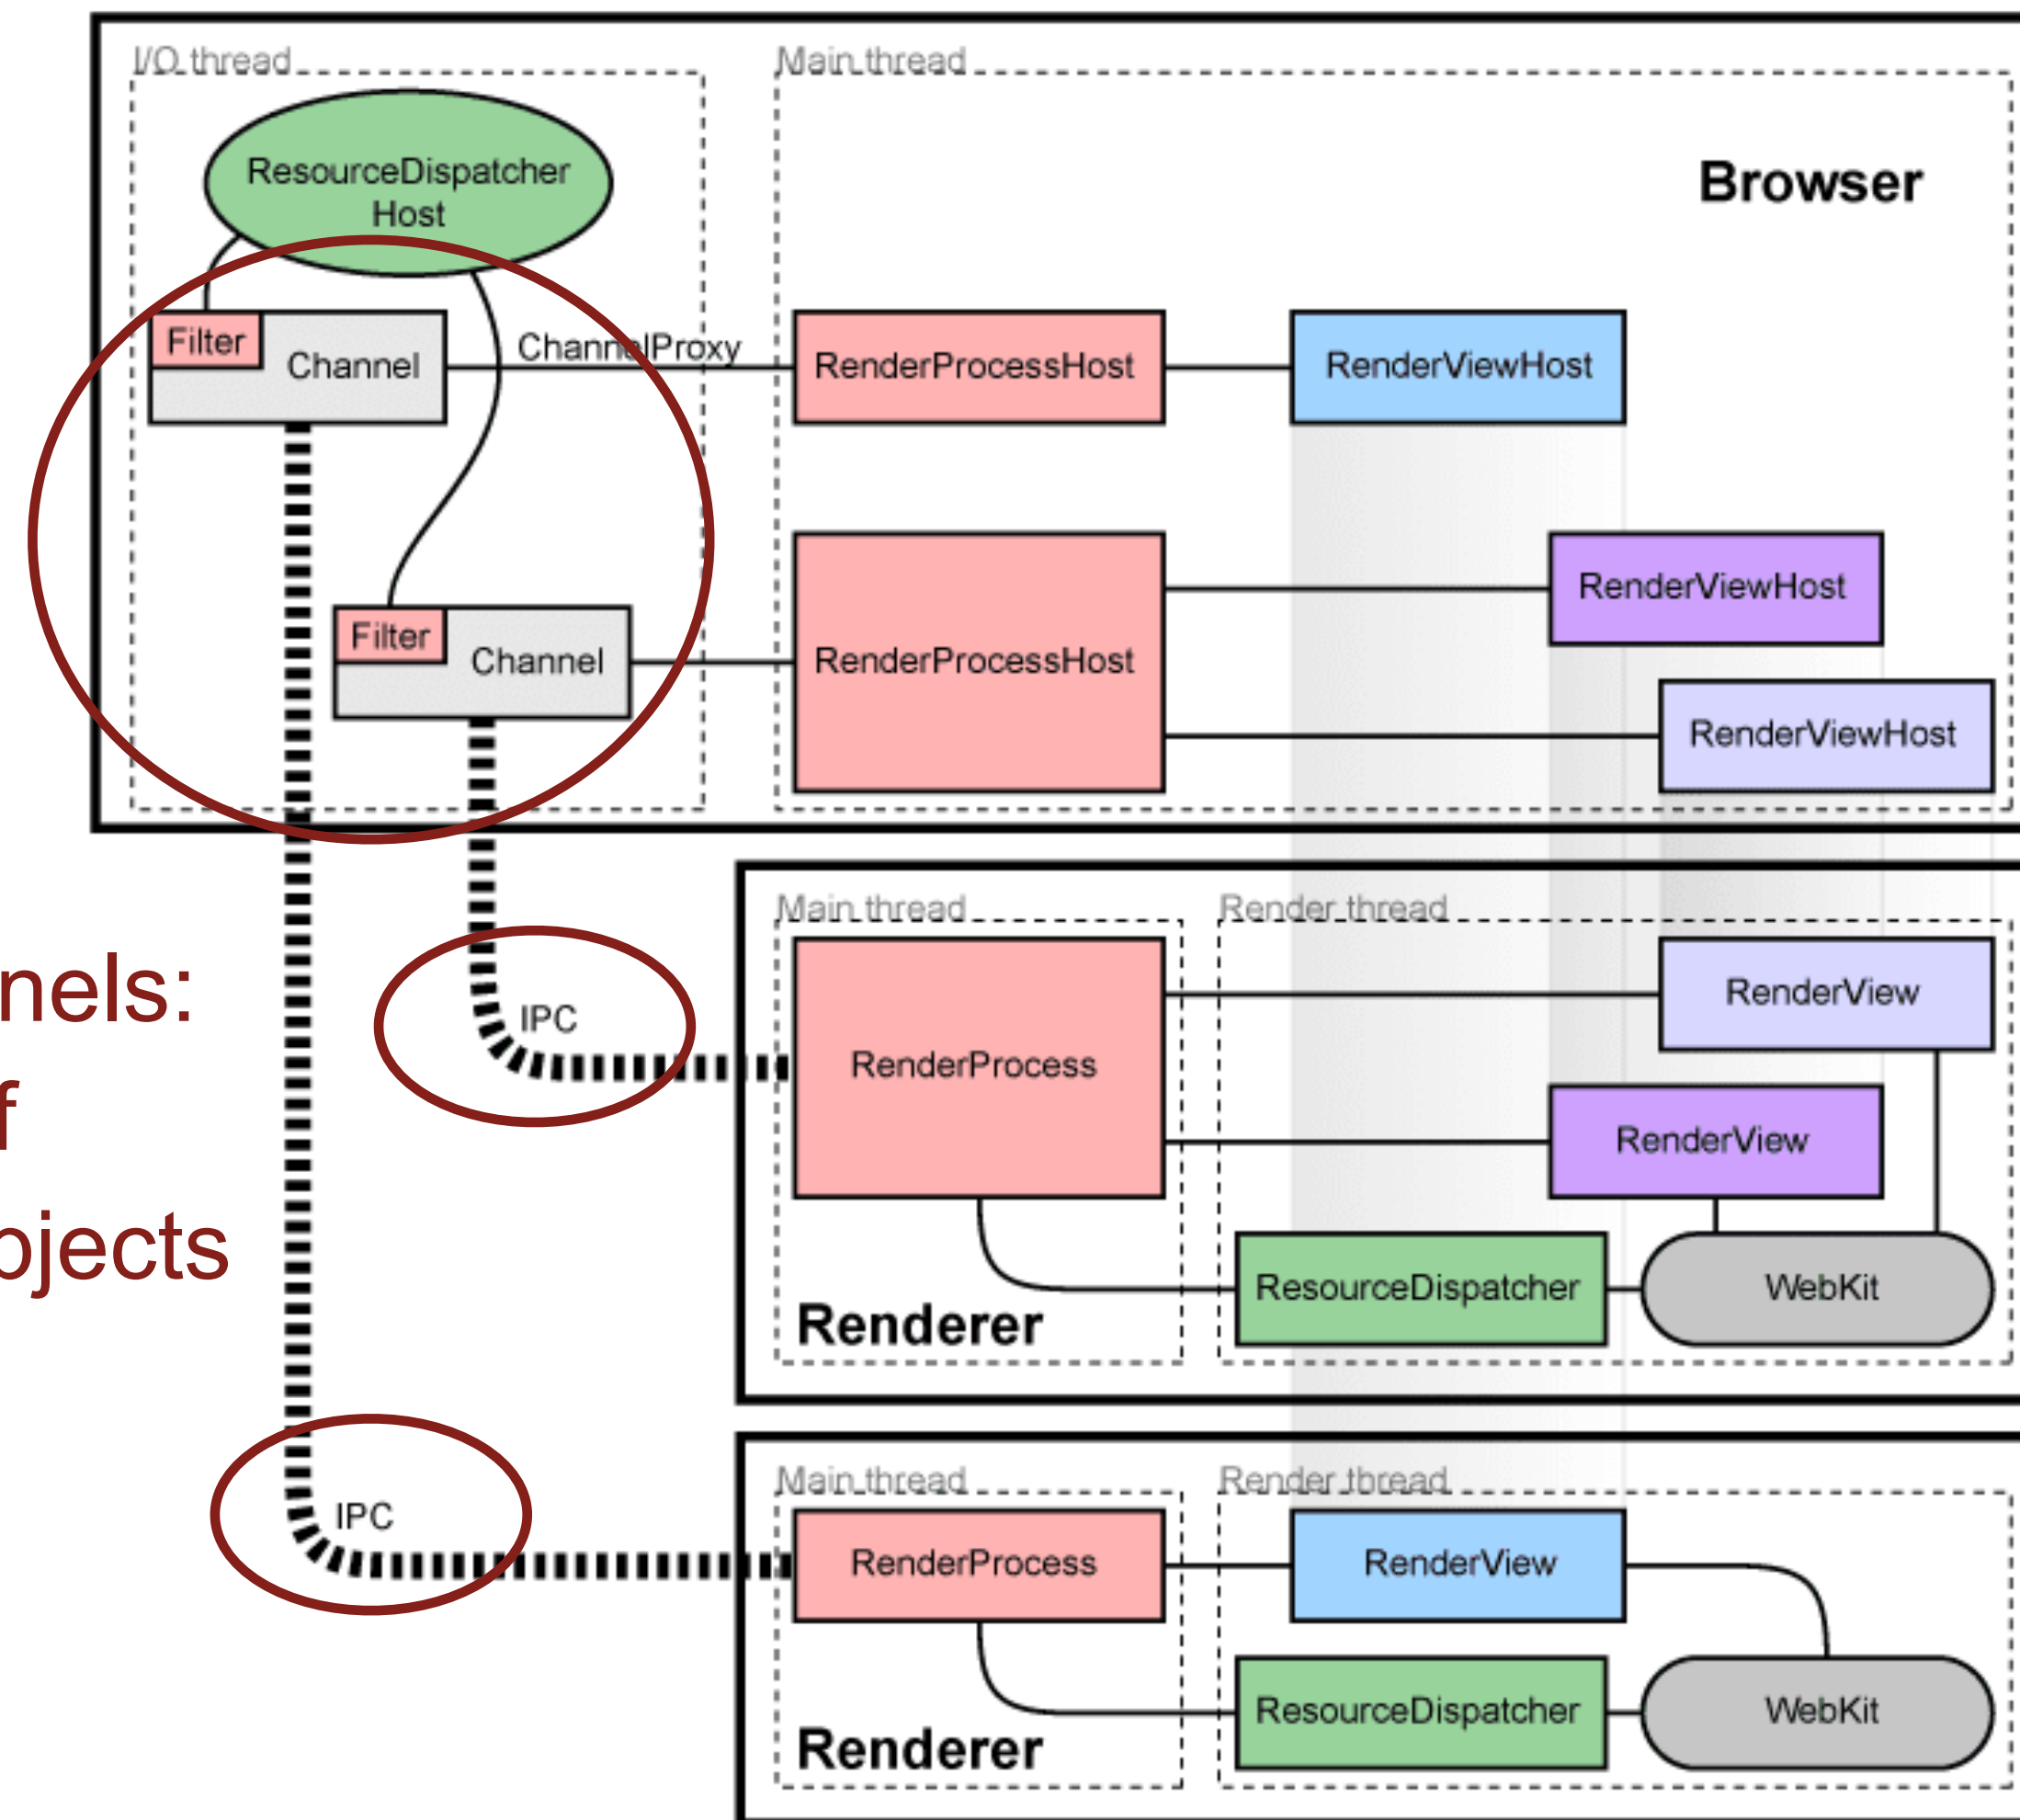 I/O thread
Main thread
ResourceDispatcher
Host
Browser
Filter
Channel
ChannelProxy
RenderProcessHost
RenderViewHost
RenderViewHost
Filter
Channel
RenderProcessHost
RenderViewHost
Main thread
Render thread
nels:
RenderView
IPC
RenderProcess
f
RenderView
bjects
ResourceDispatcher
WebKit
Renderer
Main thread
Render thread
IPC
RenderProcess
RenderView
ResourceDispatcher
WebKit
Renderer